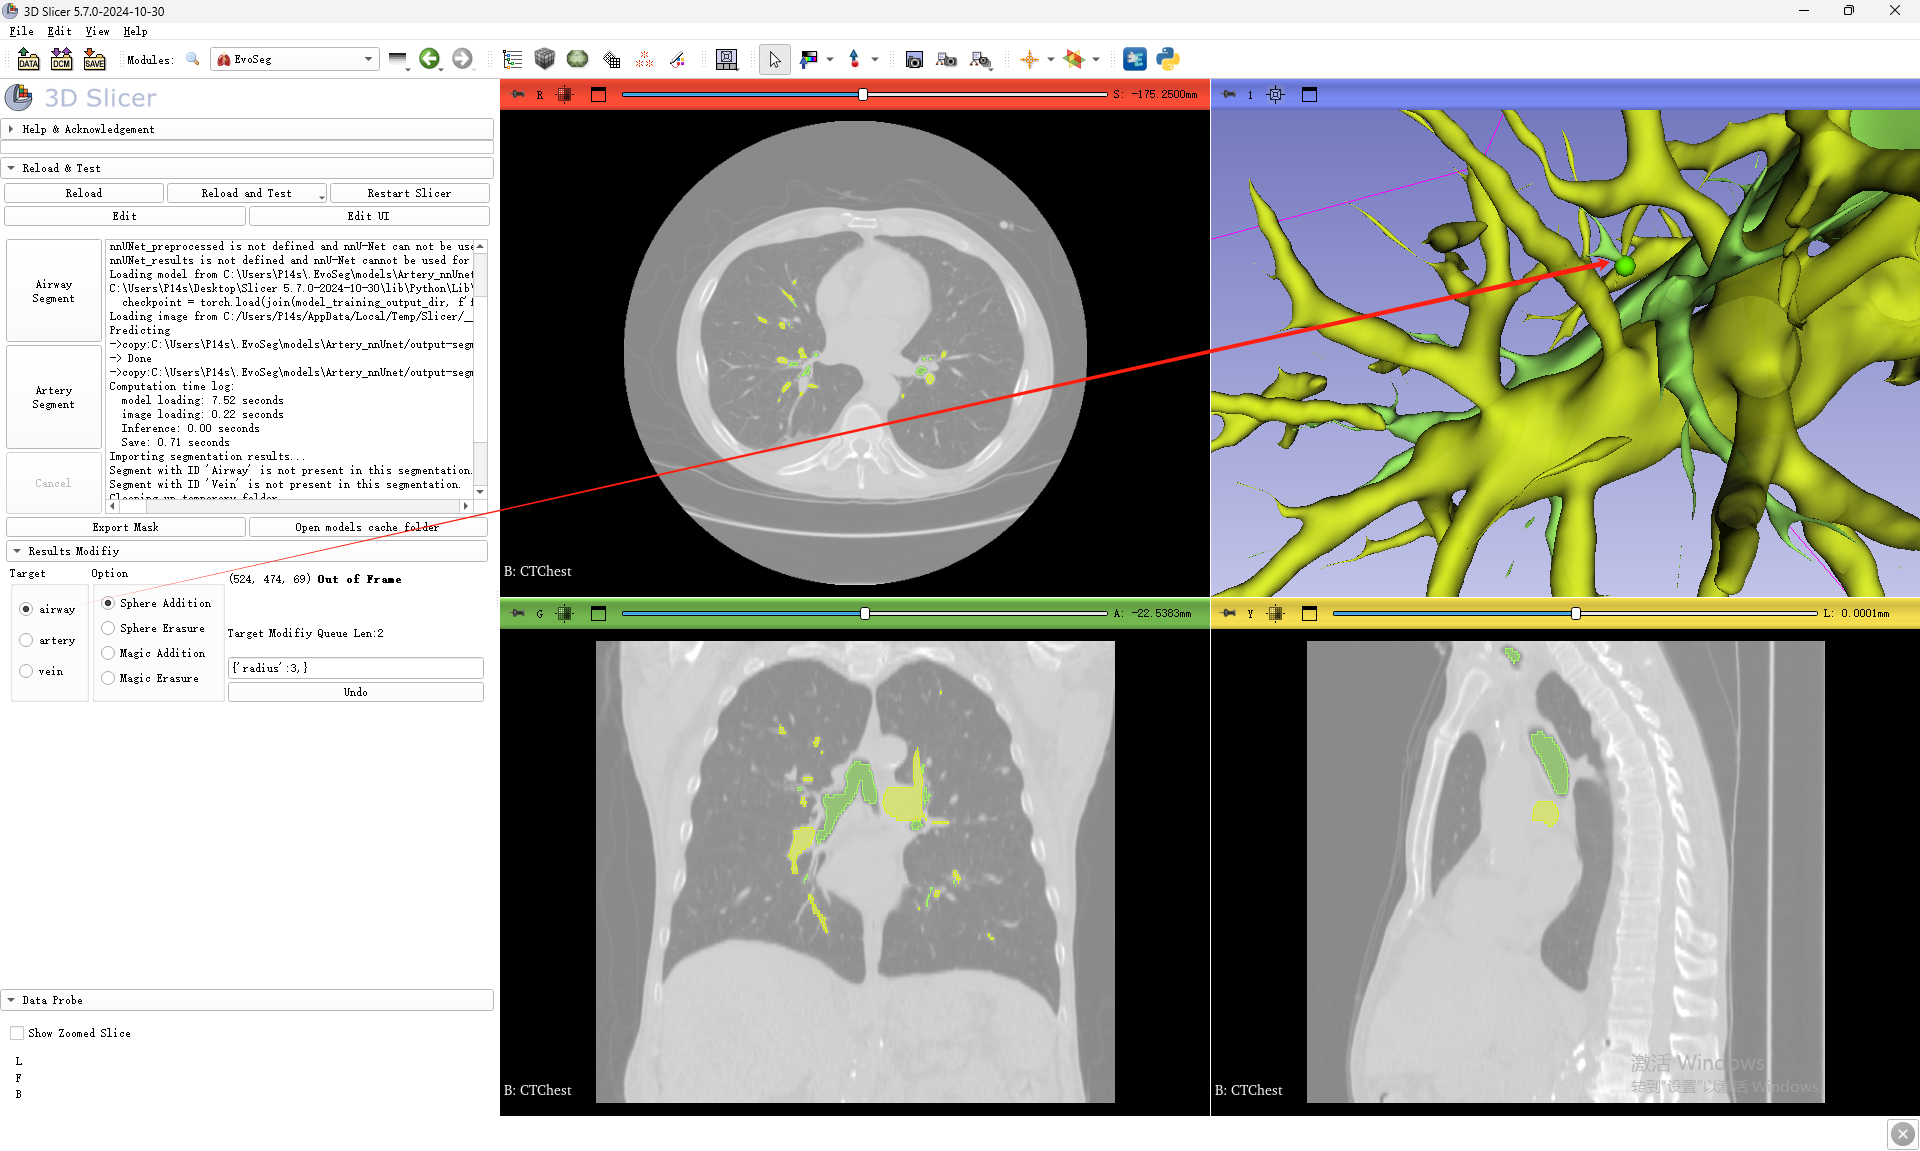 3D Slicer 5.7.0-2024-10-30
File Edit View Help
DATA DCM SAVE Modules: EvoSeg
3D Slicer
Help & Acknowledgement
Reload & Test
Reload Reload and Test Restart Slicer
Edit Edit UI
Airway Segment
Artery Segment
Cancel
nnUNet_preprocessed is not defined and nnU-Net can not be use
nnUNet_results is not defined and nnU-Net cannot be used for
Loading model from C:\Users\P14s\.EvoSeg\models\Artery_nnUnet
C:\Users\P14s\Desktop\Slicer 5.7.0-2024-10-30\lib\Python\Lib\
checkpoint = torch.load(join(model_training_output_dir, f'f
Loading image from C:/Users/P14s/AppData/Local/Temp/Slicer/__
Predicting
->copy:C:\Users\P14s\.EvoSeg\models\Artery_nnUnet/output-segm
-> Done
->copy:C:\Users\P14s\.EvoSeg\models\Artery_nnUnet/output-segm
Computation time log:
model loading: 7.52 seconds
image loading: 0.22 seconds
Inference: 0.00 seconds
Save: 0.71 seconds
Importing segmentation results...
Segment with ID 'Airway' is not present in this segmentation.
Segment with ID 'Vein' is not present in this segmentation.
Cleaning up temporary folder
Export Mask Open models cache folder
Results Modifiy
Target Option
airway
artery
vein
Sphere Addition
Sphere Erasure
Magic Addition
Magic Erasure
(524, 474, 69) Out of Frame
Target Modifiy Queue Len:2
{'radius':3,}
Undo
Data Probe
Show Zoomed Slice
L
F
B
R S: -175.2500mm
B: CTChest
1
G A: -22.5383mm
B: CTChest
Y L: 0.0001mm
B: CTChest
激活 Windows
转到"设置"以激活 Windows